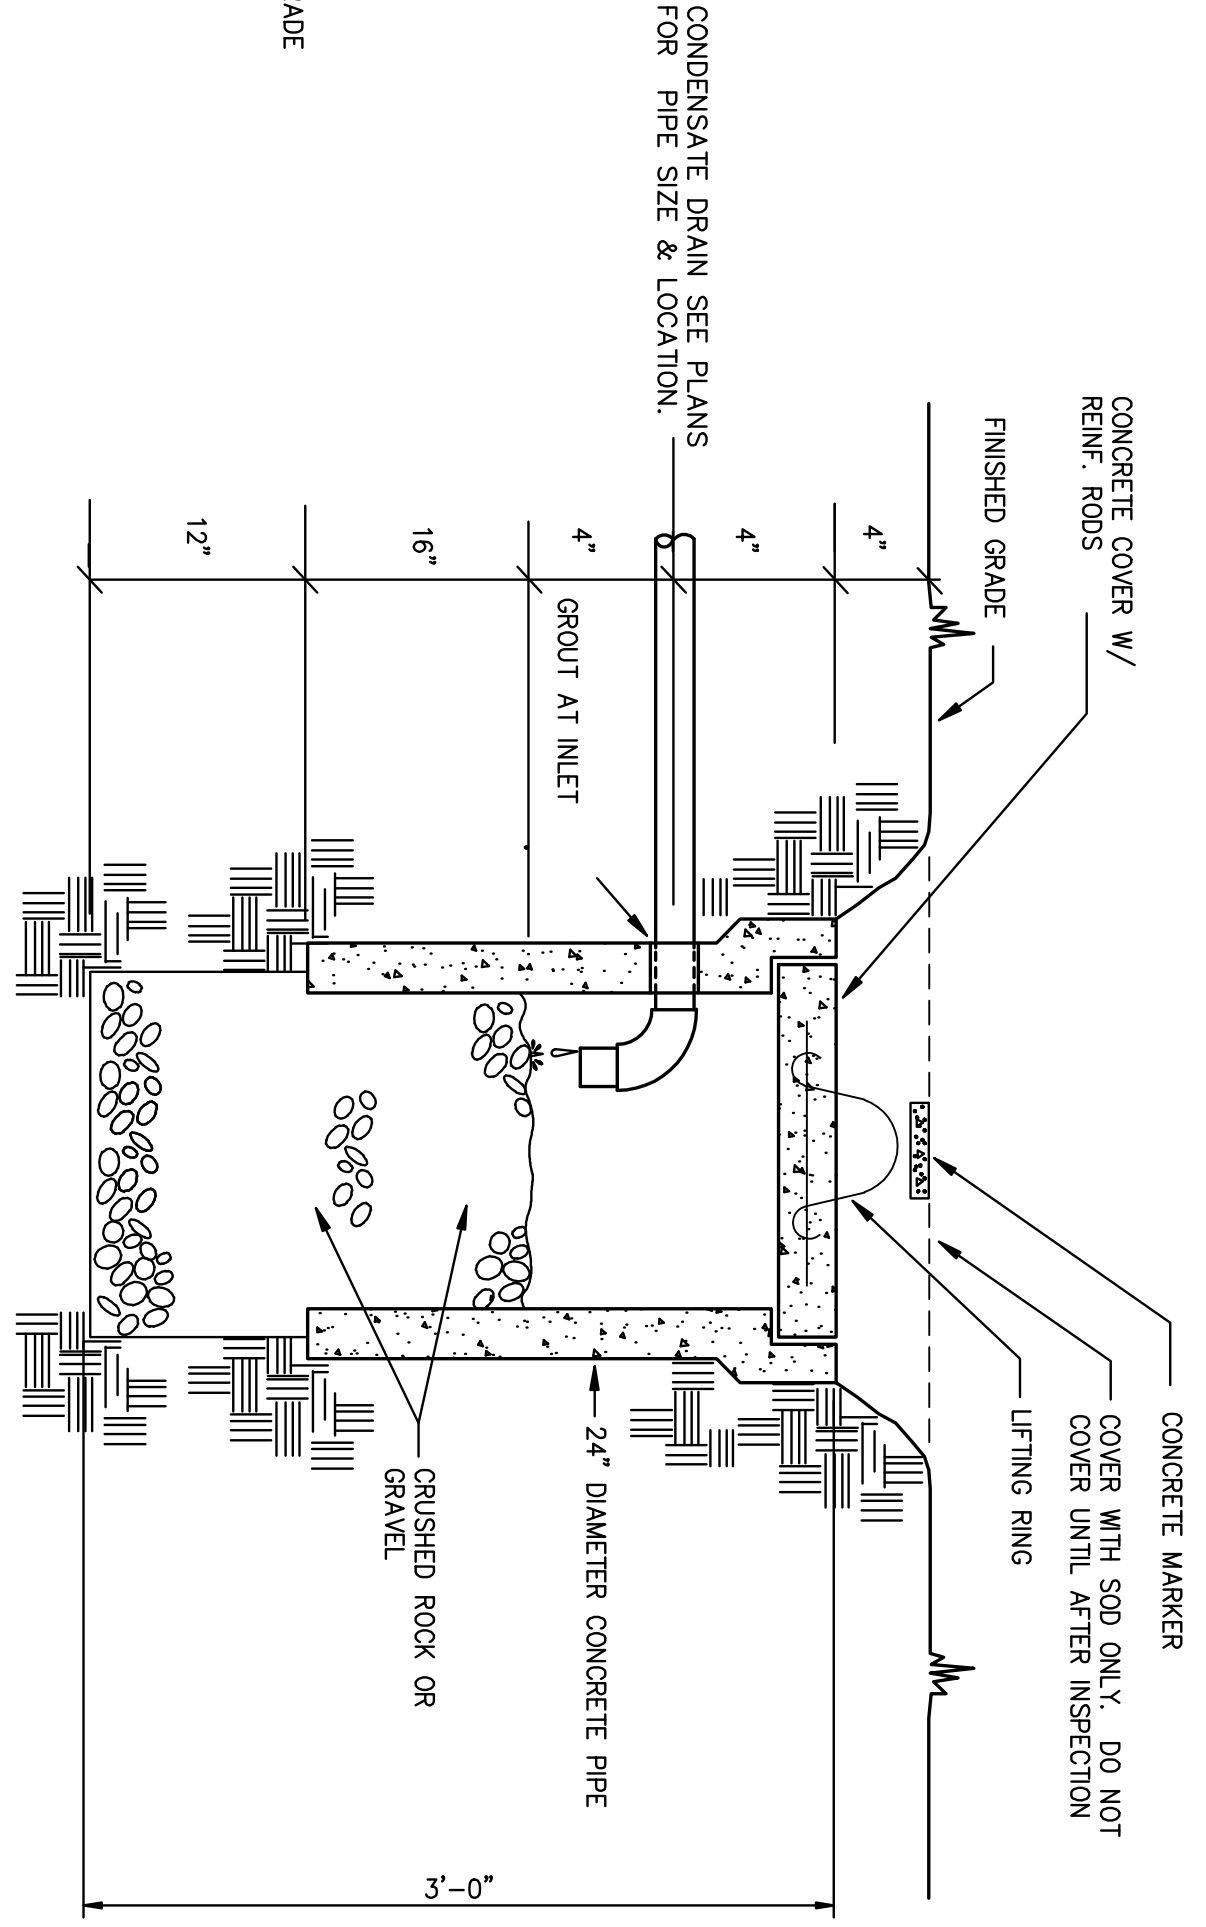 CONCRETE MARKER
COVER WITH SOD ONLY. DO NOT
COVER UNTIL AFTER INSPECTION
LIFTING RING
CONCRETE COVER W/
REINF. RODS
FINISHED GRADE
4"
4"
4"
16"
12"
CONDENSATE DRAIN SEE PLANS
FOR PIPE SIZE & LOCATION.
GROUT AT INLET
24" DIAMETER CONCRETE PIPE
CRUSHED ROCK OR
GRAVEL
3'-0"